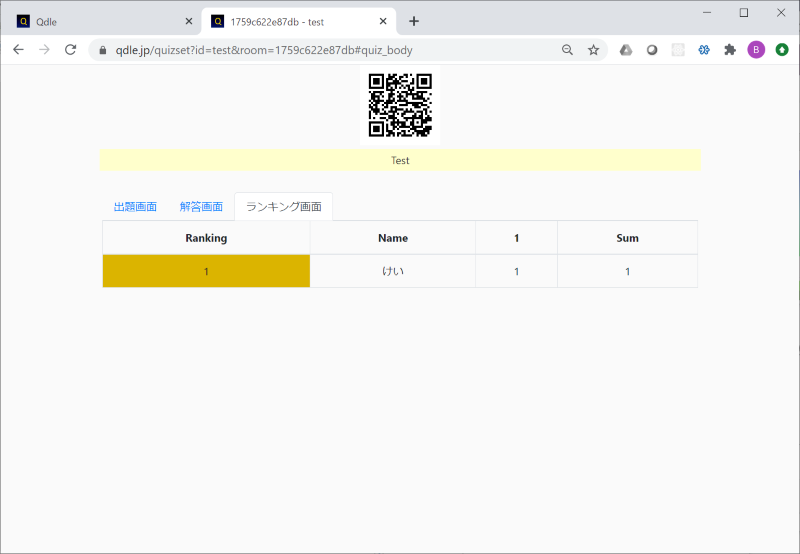 Qdle
1759c622e87db - test
qdle.jp/quizset?id=test&room=1759c622e87db#quiz_body
B
Test
出題画面 解答画面 ランキング画面
Ranking Name 1 Sum
1 けい 1 1